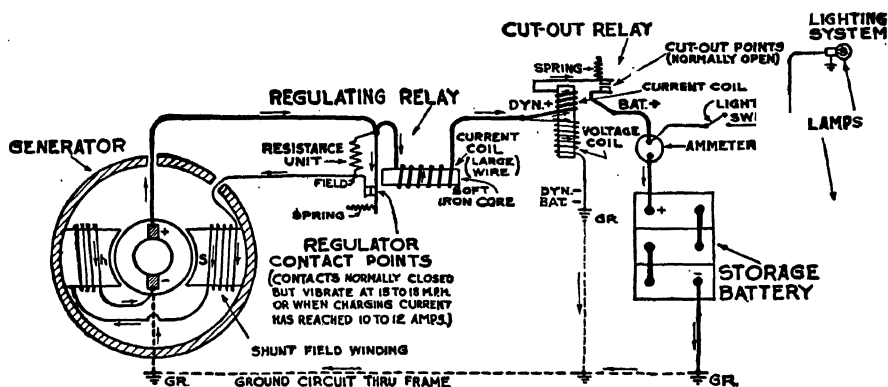 LIGHTING
SYSTEM
CUT-OUT RELAY
CUT-OUT POINTS
(NORMALLY OPEN)
SPRING
CURRENT COIL
DYN.+
BAT.+
LIGHT
VOLTAGE
COIL
AMMETER
LAMPS
REGULATING RELAY
RESISTANCE
UNIT
CURRENT
COIL
(LARGE
WIRE)
SOFT
IRON CORE
FIELD
SPRING
GENERATOR
DYN.-
BAT.-
GR.
REGULATOR
CONTACT POINTS
(CONTACTS NORMALLY CLOSED
BUT VIBRATE AT 15 TO 18 M.P.H.
OR WHEN CHARGING CURRENT
HAS REACHED 10 TO 12 AMPS.)
+
-
n
S
+
-
STORAGE
BATTERY
SHUNT FIELD WINDING
GR.
GROUND CIRCUIT THRU FRAME
GR.